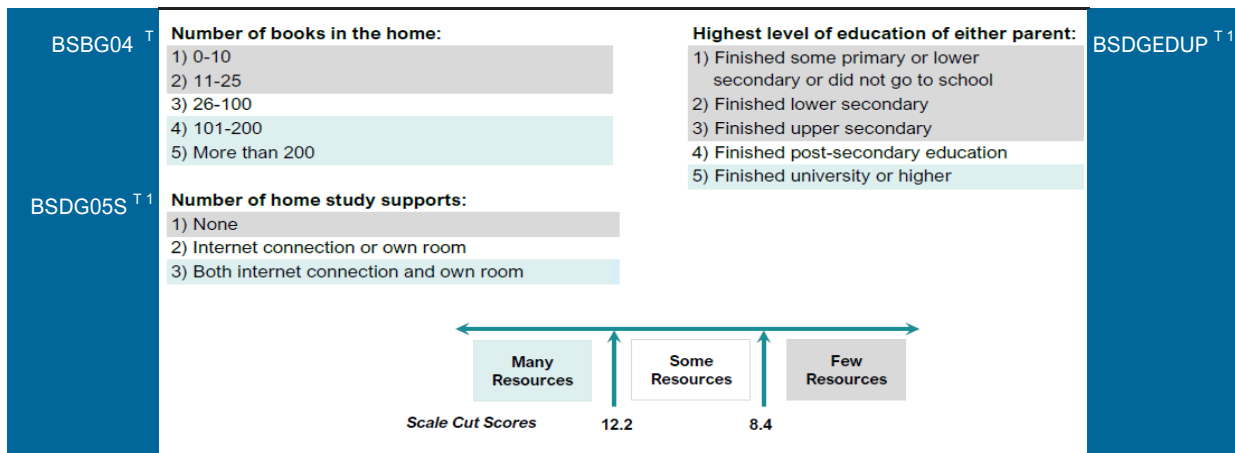 BSBG04 T
Number of books in the home:
1) 0-10
2) 11-25
3) 26-100
4) 101-200
5) More than 200
BSDG05S T 1
Number of home study supports:
1) None
2) Internet connection or own room
3) Both internet connection and own room
Highest level of education of either parent:
BSDGEDUP T 1
1) Finished some primary or lower
secondary or did not go to school
2) Finished lower secondary
3) Finished upper secondary
4) Finished post-secondary education
5) Finished university or higher
Many
Resources
Some
Resources
Few
Resources
Scale Cut Scores 12.2 8.4